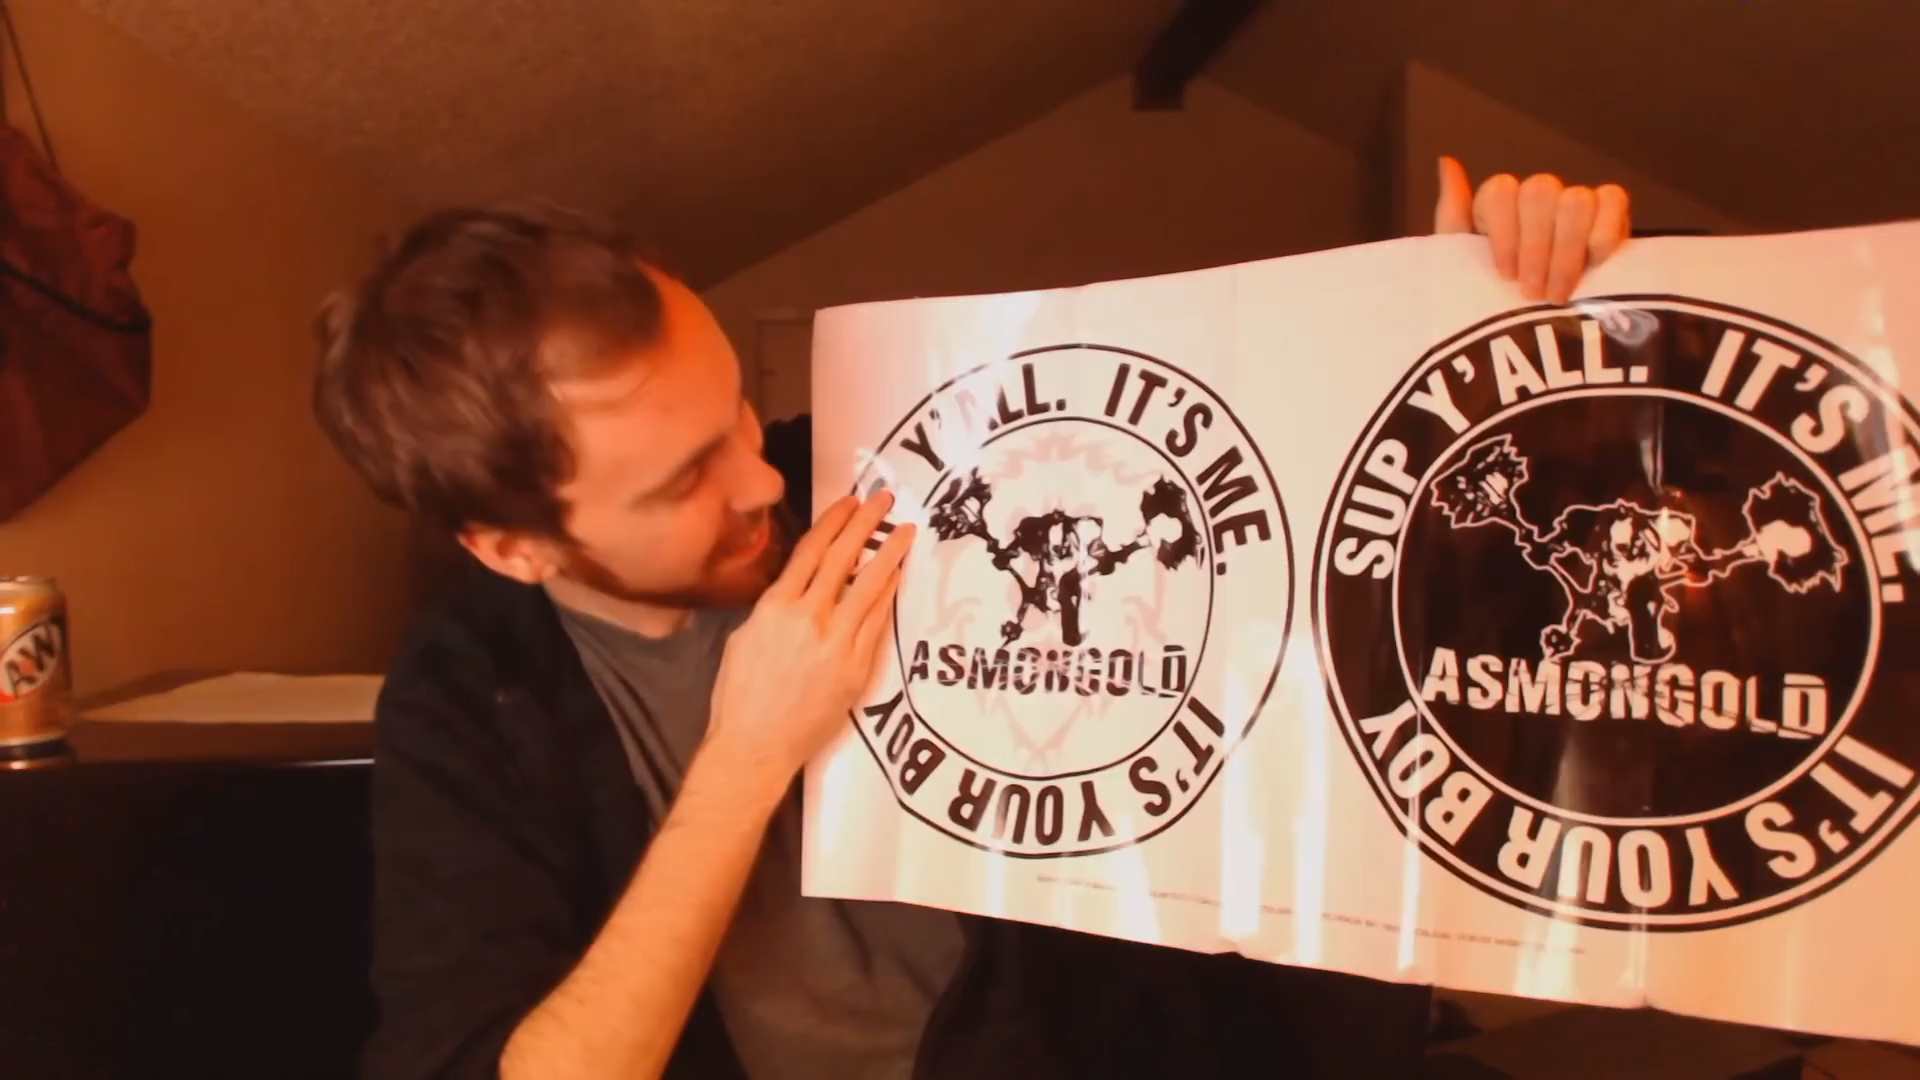 A&W
Y'ALL. IT'S ME.
ASMONGOLD
IT'S YOUR BOY
SUP Y'ALL. IT'S ME.
ASMONGOLD
IT'S YOUR BOY